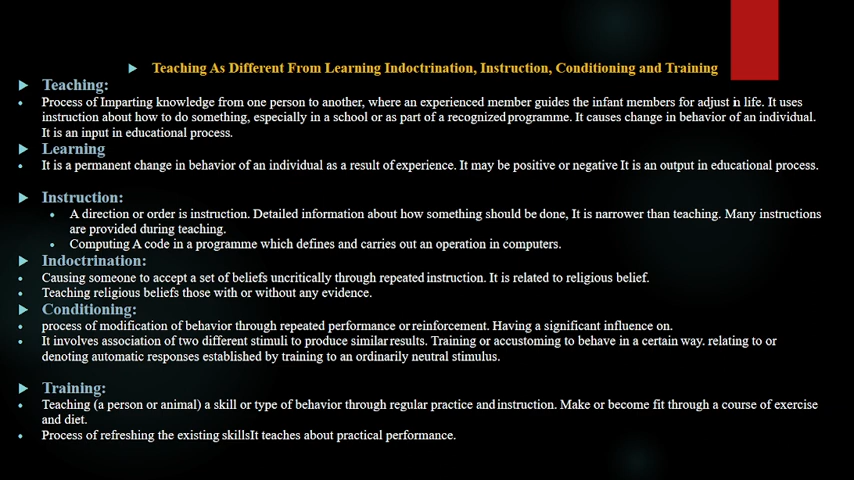 Teaching As Different From Learning Indoctrination, Instruction, Conditioning and Training
Teaching:
Process of Imparting knowledge from one person to another, where an experienced member guides the infant members for adjust in life. It uses
instruction about how to do something, especially in a school or as part of a recognized programme. It causes change in behavior of an individual.
It is an input in educational process.
Learning
It is a permanent change in behavior of an individual as a result of experience. It may be positive or negative It is an output in educational process.
Instruction:
A direction or order is instruction. Detailed information about how something should be done, It is narrower than teaching. Many instructions
are provided during teaching.
Computing A code in a programme which defines and carries out an operation in computers.
Indoctrination:
Causing someone to accept a set of beliefs uncritically through repeated instruction. It is related to religious belief.
Teaching religious beliefs those with or without any evidence.
Conditioning:
process of modification of behavior through repeated performance or reinforcement. Having a significant influence on.
It involves association of two different stimuli to produce similar results. Training or accustoming to behave in a certain way. relating to or
denoting automatic responses established by training to an ordinarily neutral stimulus.
Training:
Teaching (a person or animal) a skill or type of behavior through regular practice and instruction. Make or become fit through a course of exercise
and diet.
Process of refreshing the existing skillsIt teaches about practical performance.